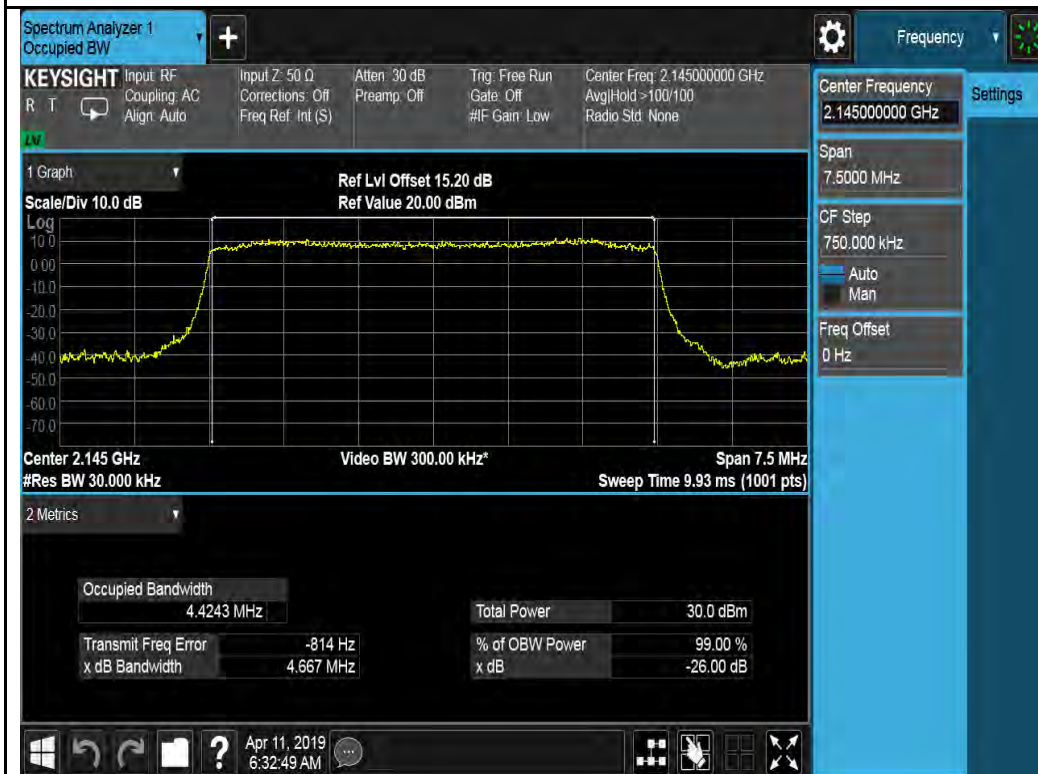 Spectrum Analyzer 1
Occupied BW
+
Frequency
KEYSIGHT
R T
Input: RF
Coupling: AC
Align: Auto
Input Z: 50 Ω
Corrections: Off
Freq Ref: Int (S)
Atten: 30 dB
Preamp: Off
Trig: Free Run
Gate: Off
#IF Gain: Low
Center Freq: 2.145000000 GHz
Avg|Hold >100/100
Radio Std: None
Center Frequency
2.145000000 GHz
Settings
Span
7.5000 MHz
CF Step
750.000 kHz
Auto
Man
Freq Offset
0 Hz
1 Graph
Scale/Div 10.0 dB
Ref Lvl Offset 15.20 dB
Ref Value 20.00 dBm
Log
10.0
0.00
-10.0
-20.0
-30.0
-40.0
-50.0
-60.0
-70.0
Center 2.145 GHz
#Res BW 30.000 kHz
Video BW 300.00 kHz*
Span 7.5 MHz
Sweep Time 9.93 ms (1001 pts)
2 Metrics
Occupied Bandwidth
4.4243 MHz
Total Power 30.0 dBm
Transmit Freq Error -814 Hz
% of OBW Power 99.00 %
x dB Bandwidth 4.667 MHz
x dB -26.00 dB
?
Apr 11, 2019
6:32:49 AM